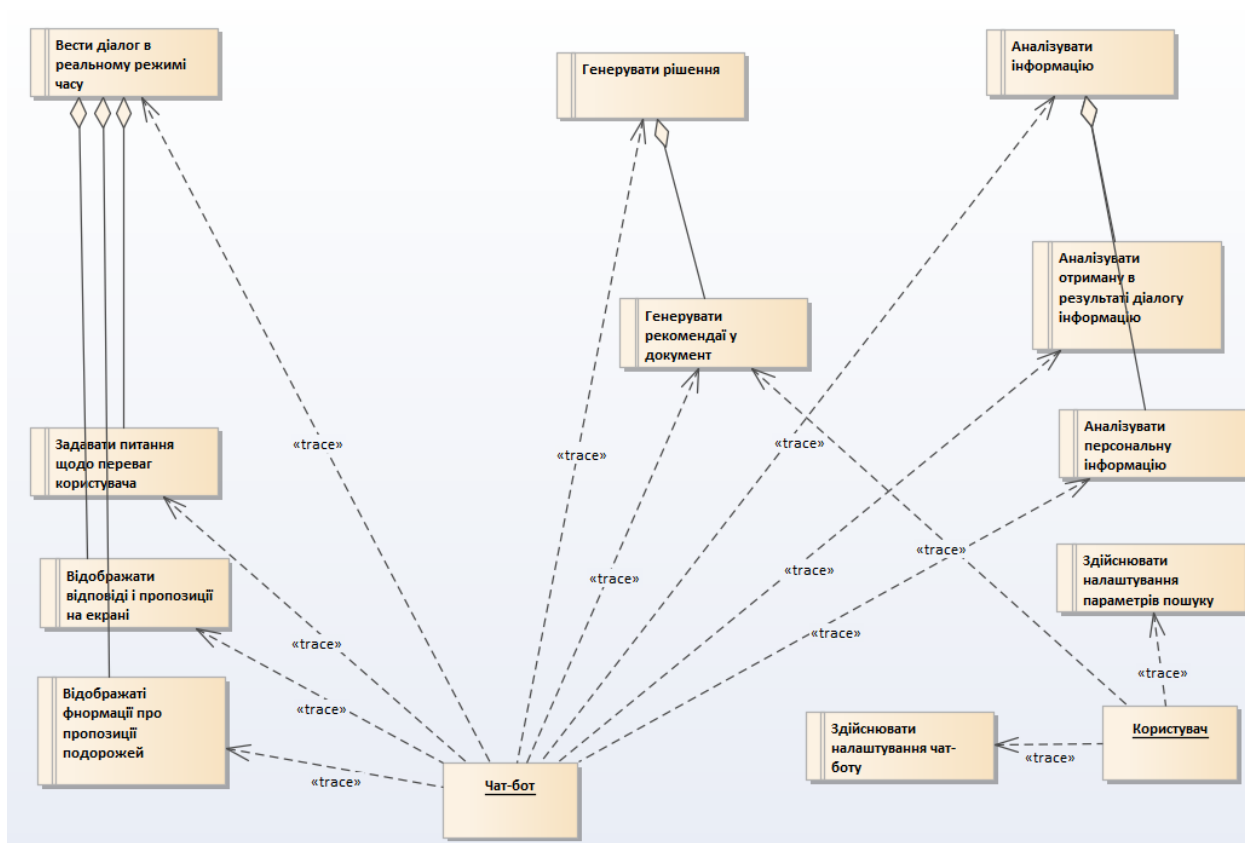 Вести діалог в
реальному режимі
часу
Генерувати рішення
Аналізувати
інформацію
Аналізувати
отриману в
результаті діалогу
інформацію
Генерувати
рекомендаї у
документ
Задавати питання
щодо переваг
користувача
Аналізувати
персональну
інформацію
«trace»
«trace»
«trace»
«trace»
«trace»
«trace»
Відображати
відповіді і пропозиції
на екрані
Здійснювати
налаштування
параметрів пошуку
«trace»
«trace»
«trace»
«trace»
Відображаті
фнормації про
пропозиції
подорожей
Здійснювати
налаштування чат-
боту
Користувач
«trace»
«trace»
Чат-бот